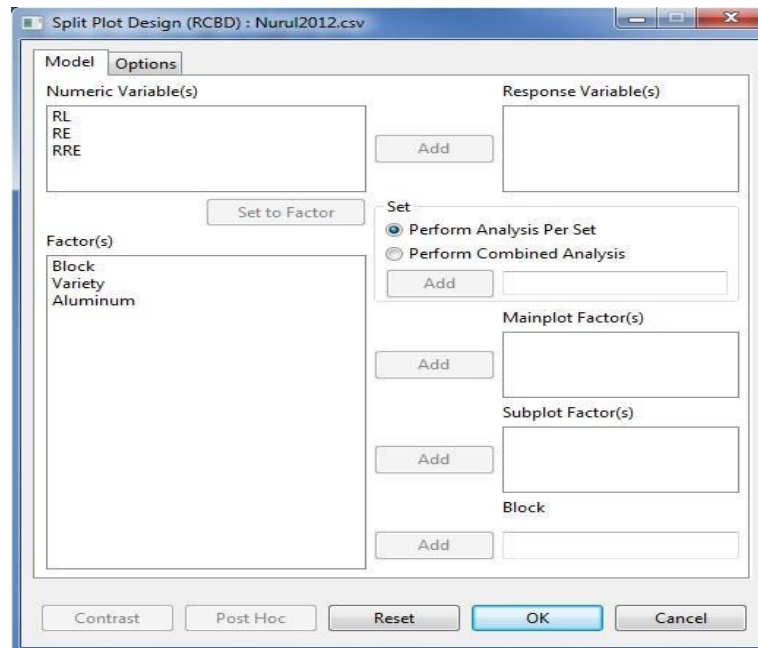 Split Plot Design (RCBD) : Nurul2012.csv
Model
Options
Numeric Variable(s)
RL
RE
RRE
Add
Response Variable(s)
Set to Factor
Set
Perform Analysis Per Set
Perform Combined Analysis
Add
Factor(s)
Block
Variety
Aluminum
Mainplot Factor(s)
Add
Subplot Factor(s)
Add
Block
Add
Contrast
Post Hoc
Reset
OK
Cancel